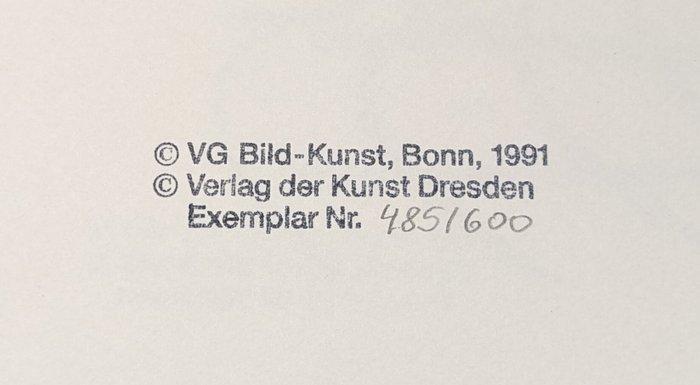 © VG Bild-Kunst, Bonn, 1991
© Verlag der Kunst Dresden
Exemplar Nr. 485/600